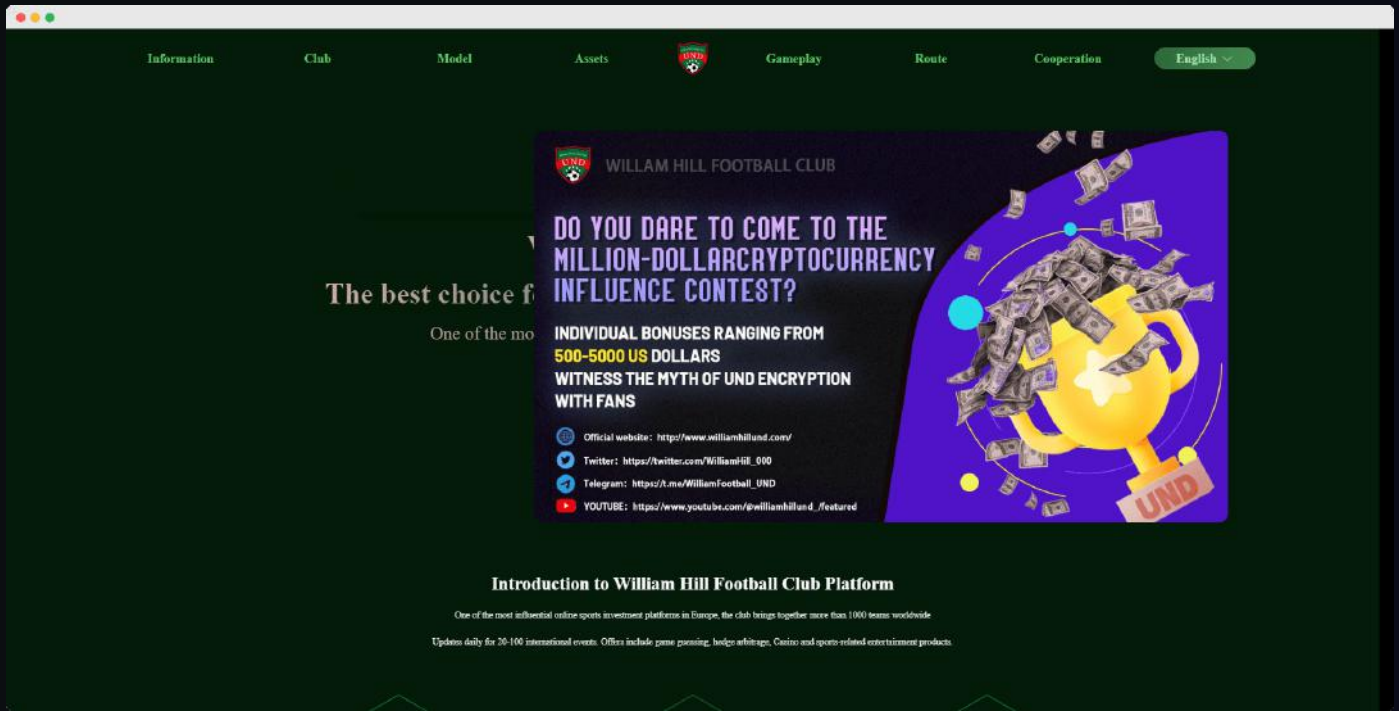 Information Club Model Assets UND Gameplay Route Cooperation English
UND WILLAM HILL FOOTBALL CLUB
DO YOU DARE TO COME TO THE
MILLION-DOLLARCRYPTOCURRENCY
INFLUENCE CONTEST?
The best choice
One of the
INDIVIDUAL BONUSES RANGING FROM
500-5000 US DOLLARS
WITNESS THE MYTH OF UND ENCRYPTION
WITH FANS
Official website: http://www.williamhillund.com/
Twitter: https://twitter.com/WilliamHill_000
Telegram: https://t.me/WilliamFootball_UND
YOUTUBE: https://www.youtube.com/@williamhillund_/featured
UND
Introduction to William Hill Football Club Platform
One of the most influential online sports investment platforms in Europe, the club brings together more than 1000 teams worldwide
Updates daily for 20-100 international events. Offers include game guessing, hedge arbitrage, Casino and sports-related entertainment products.